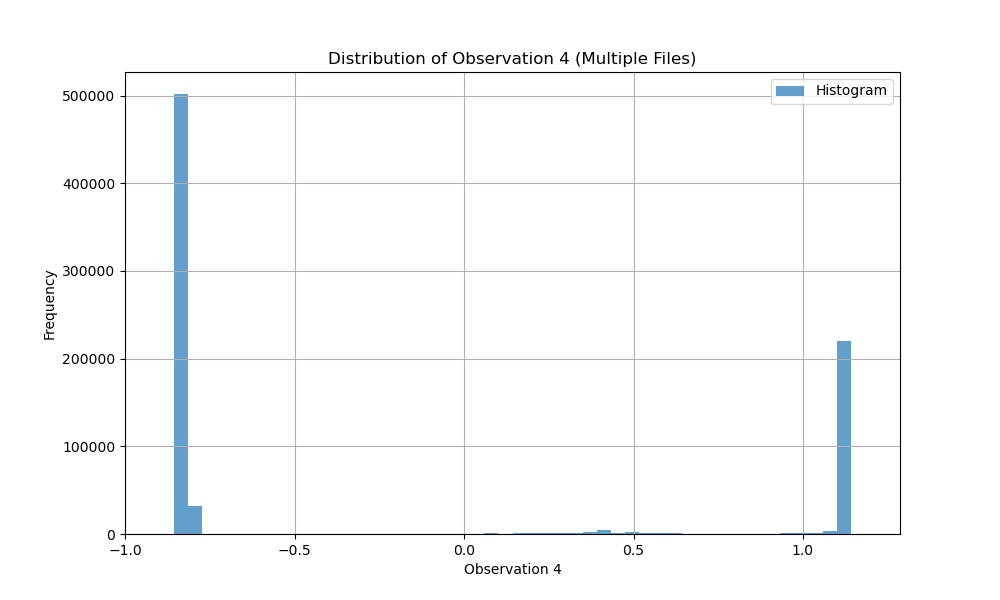 Distribution of Observation 4 (Multiple Files)
Histogram
500000
400000
300000
200000
100000
0
Frequency
−1.0
−0.5
0.0
0.5
1.0
Observation 4